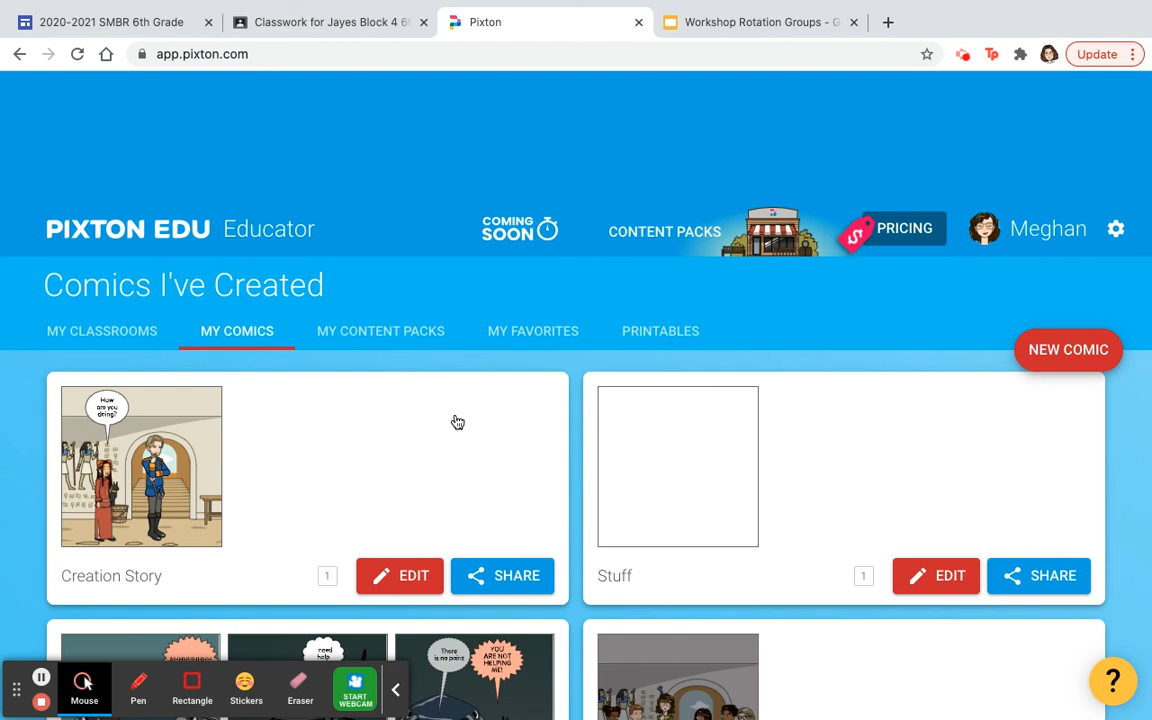 2020-2021 SMBR 6th Grade
Classwork for Jayes Block 4 6
Pixton
Workshop Rotation Groups - G
app.pixton.com
Tp
Update
PIXTON EDU Educator
COMING SOON
CONTENT PACKS
$
PRICING
Meghan
Comics I've Created
MY CLASSROOMS
MY COMICS
MY CONTENT PACKS
MY FAVORITES
PRINTABLES
NEW COMIC
How
are you
doing?
Creation Story
1
EDIT
SHARE
Stuff
1
EDIT
SHARE
need
help
There
is no point
YOU
ARE NOT
HELPING
ME!
Mouse
Pen
Rectangle
Stickers
Eraser
START
WEBCAM
?